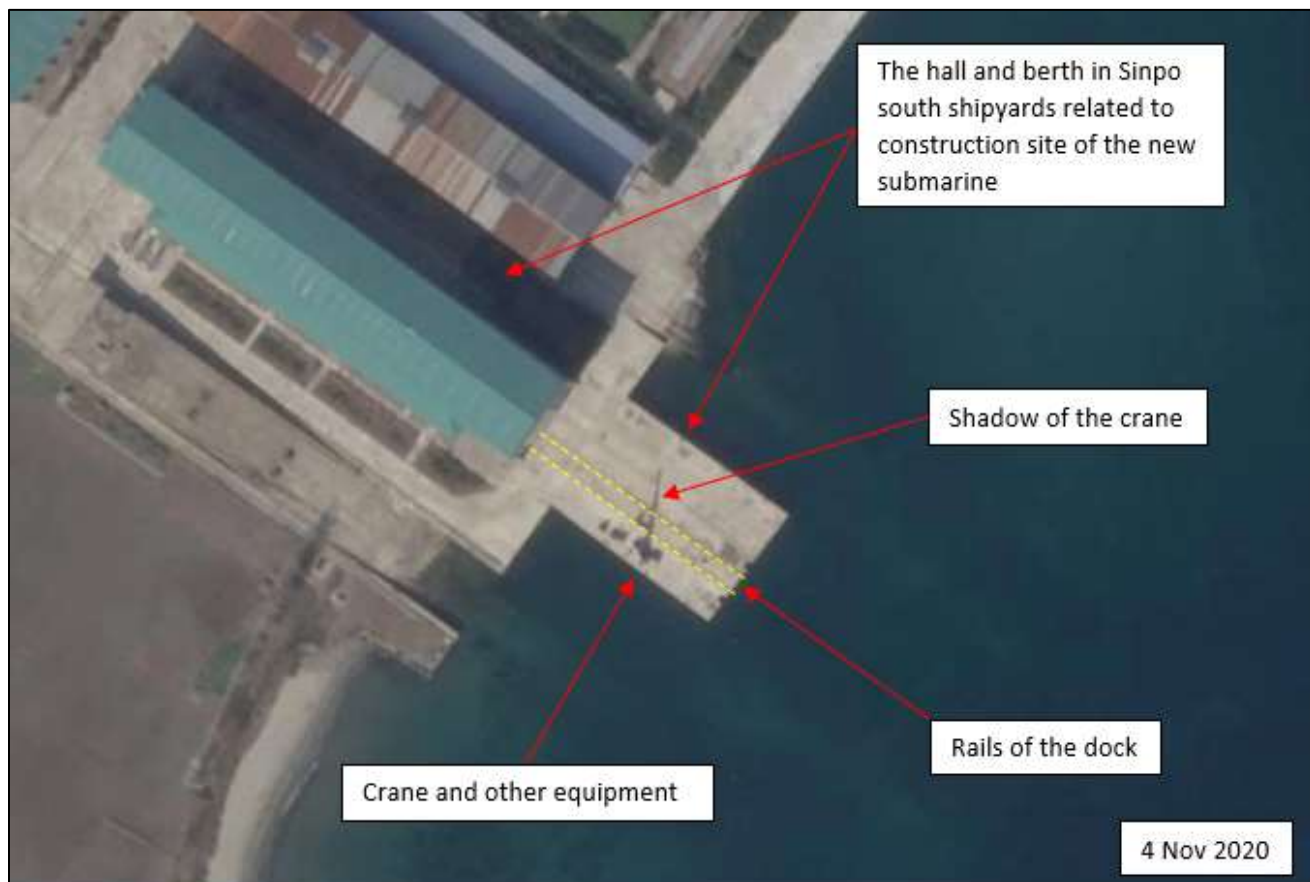 The hall and berth in Sinpo
south shipyards related to
construction site of the new
submarine
Shadow of the crane
Rails of the dock
Crane and other equipment
4 Nov 2020